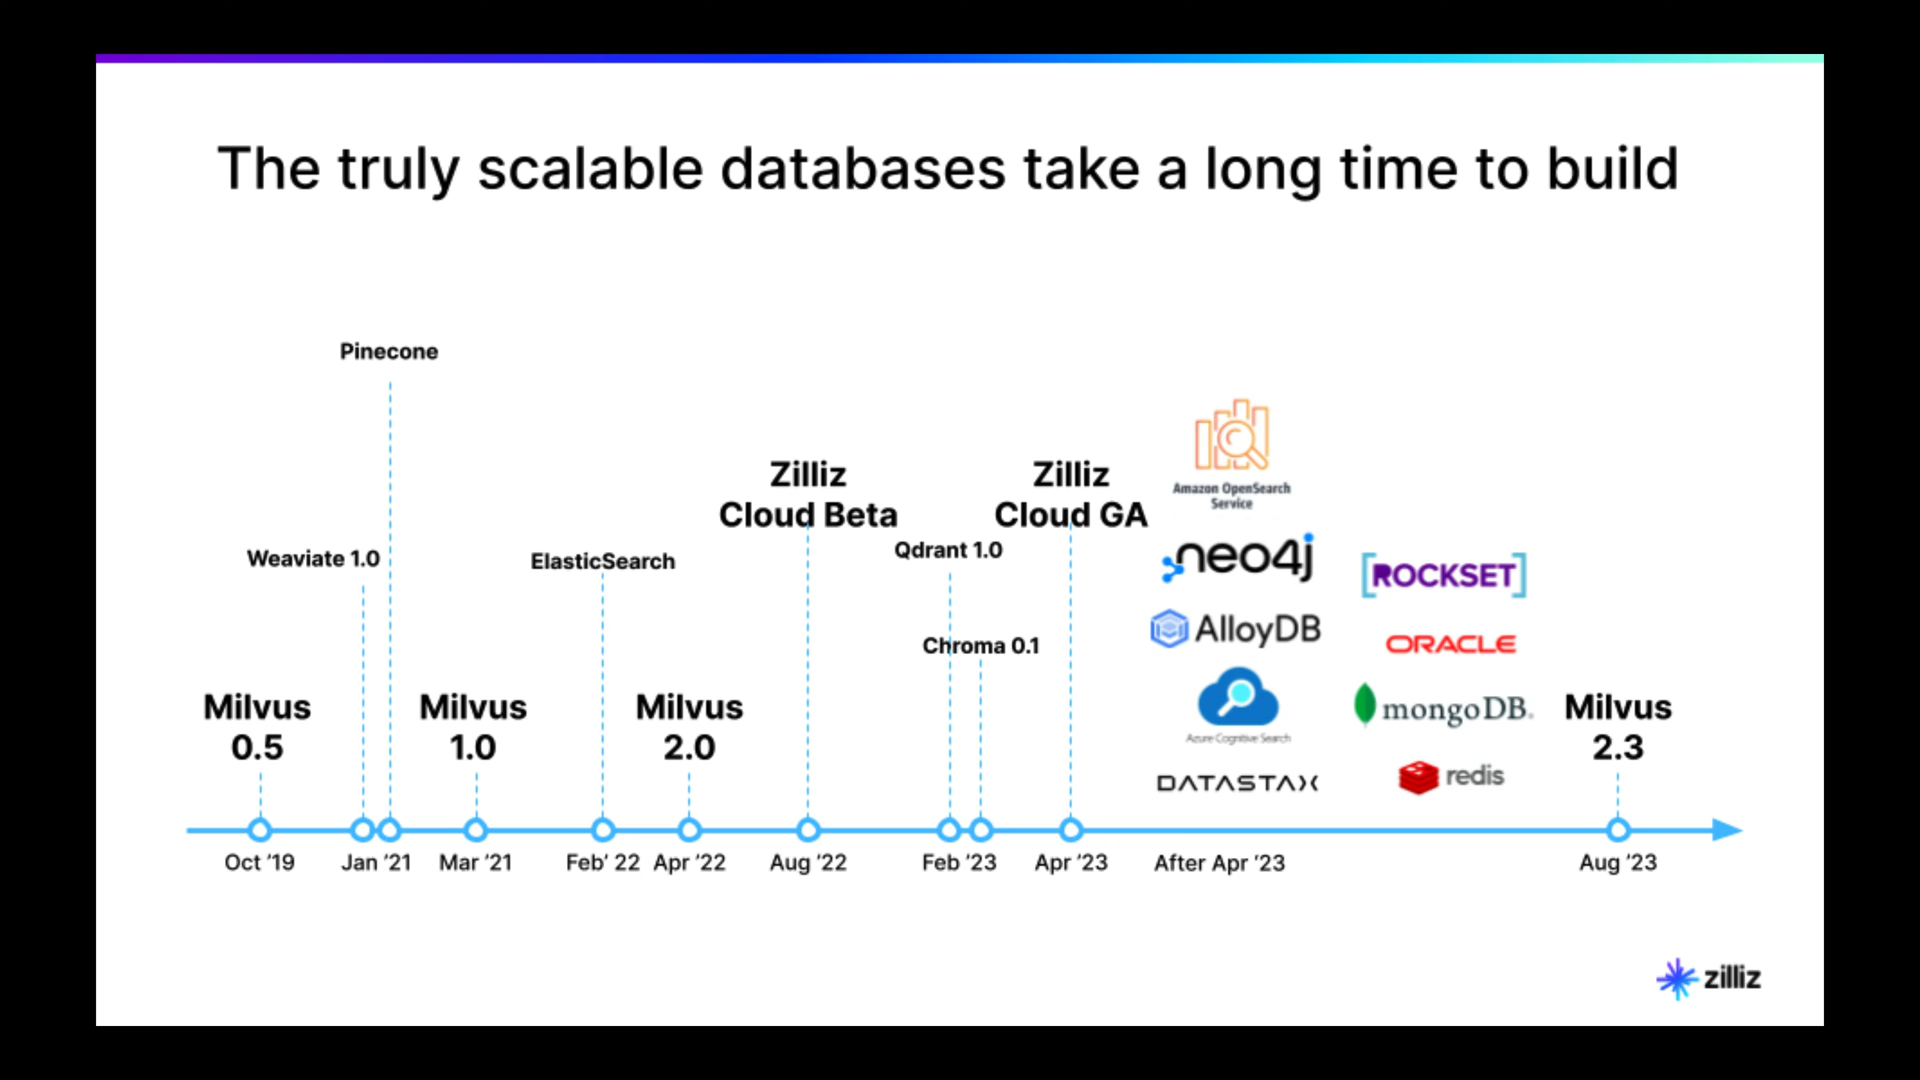 The truly scalable databases take a long time to build
Pinecone
Zilliz
Cloud Beta
Zilliz
Cloud GA
Amazon OpenSearch
Service
Weaviate 1.0
ElasticSearch
Qdrant 1.0
neo4j
ROCKSET
Chroma 0.1
AlloyDB
ORACLE
Milvus
0.5
Milvus
1.0
Milvus
2.0
Azure Cognitive Search
mongoDB.
Milvus
2.3
DATASTAX
redis
Oct ’19
Jan ’21
Mar ’21
Feb’ 22
Apr ’22
Aug ’22
Feb ’23
Apr ’23
After Apr ‘23
Aug ’23
zilliz